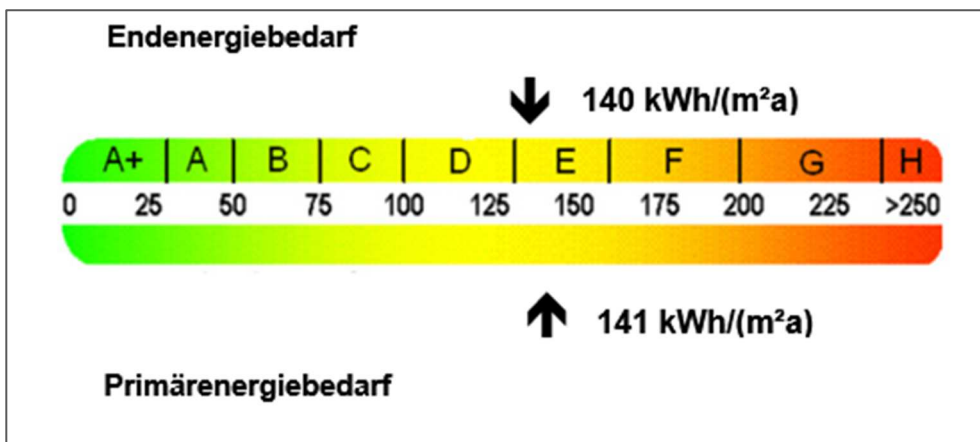 Endenergiebedarf
140 kWh/(m²a)
A+ A B C D E F G H
0 25 50 75 100 125 150 175 200 225 >250
141 kWh/(m²a)
Primärenergiebedarf